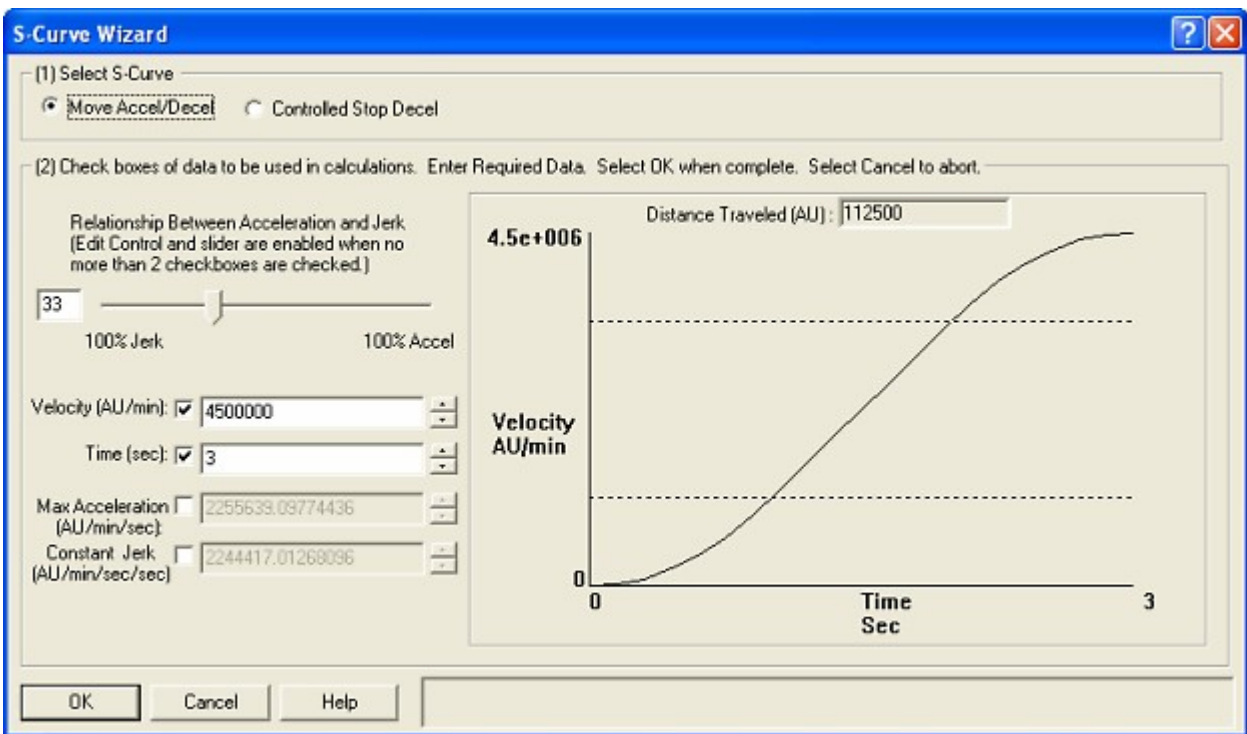 S-Curve Wizard
(1) Select S-Curve
Move Accel/Decel Controlled Stop Decel
(2) Check boxes of data to be used in calculations. Enter Required Data. Select OK when complete. Select Cancel to abort.
Relationship Between Acceleration and Jerk
(Edit Control and slider are enabled when no
more than 2 checkboxes are checked.)
33
100% Jerk 100% Accel
Velocity (AU/min): 4500000
Time (sec): 3
Max Acceleration
(AU/min/sec): 2255639.09774436
Constant Jerk
(AU/min/sec/sec) 2244417.01268096
Distance Traveled (AU) : 112500
4.5e+006
Velocity
AU/min
0
0 Time 3
Sec
OK Cancel Help